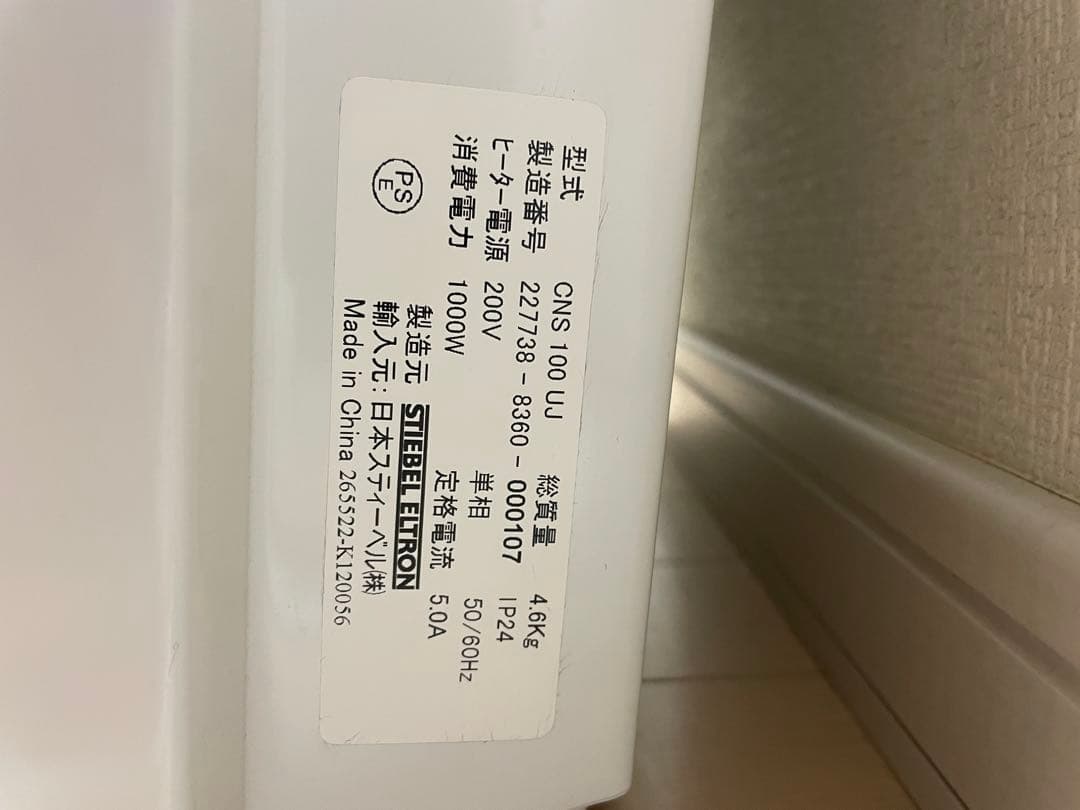 型式 CNS 100 UJ 総質量 4.6Kg
製造番号 227738-8360-000107 IP24
ヒーター電源 200V 単相 50/60Hz
消費電力 1000W 定格電流 5.0A
PSE
製造元 STIEBEL ELTRON
輸入元:日本スティーベル(株)
Made in China 265522-K120056